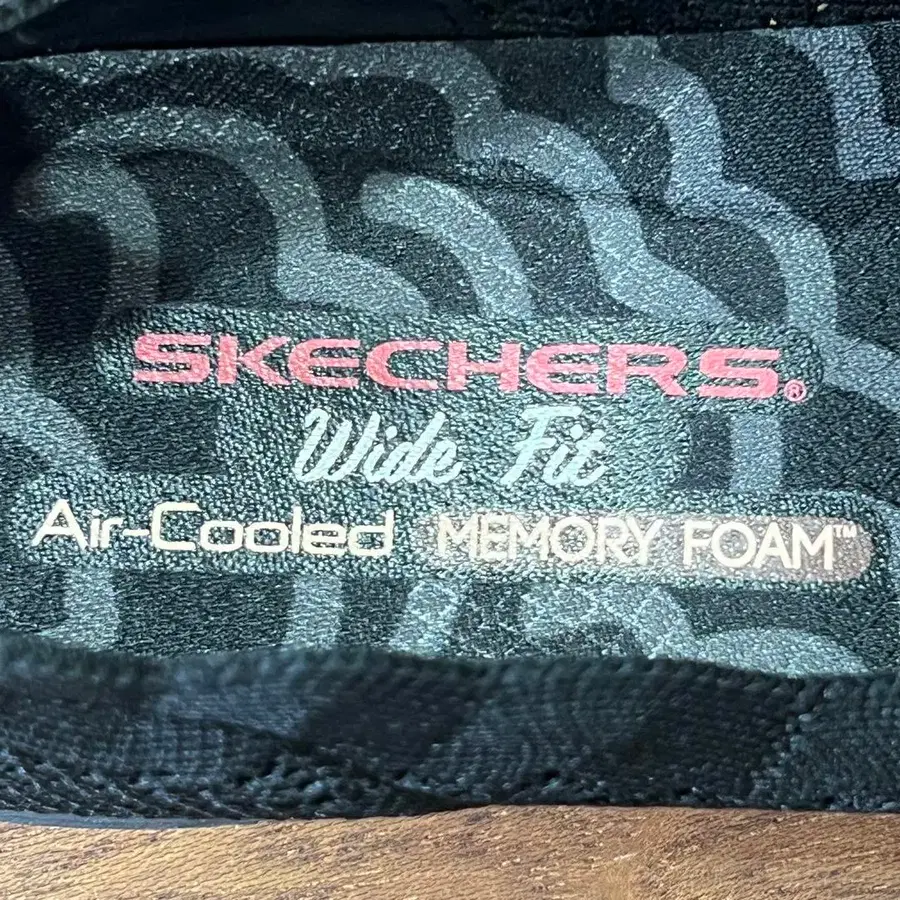 SKECHERS®
Wide Fit
Air-Cooled MEMORY FOAM™